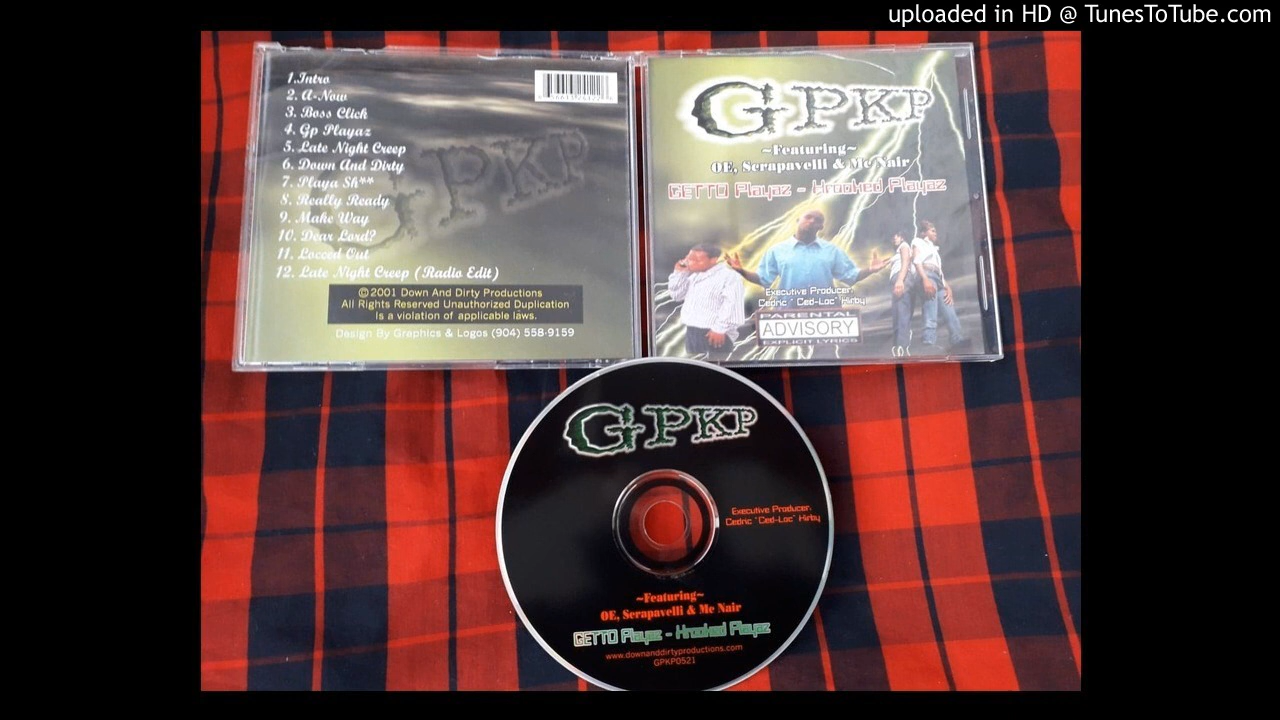 uploaded in HD @ TunesToTube.com
1.Intro
2. A-Now
3. Boss Click
4. Gp Playaz
5. Late Night Creep
6. Down And Dirty
7. Playa Sh**
8. Really Ready
9. Make Way
10. Dear Lord?
11. Locced Out
12. Late Night Creep (Radio Edit)
GPKP
©2001 Down And Dirty Productions
All Rights Reserved Unauthorized Duplication
Is a violation of applicable laws.
Design By Graphics & Logos (904) 558-9159
GPKP
~Featuring~
OE, Scrapavelli & Mc Nair
GETTO Playaz - Krooked Playaz
Executive Producer:
Cedric "Ced-Loc" Kirby
PARENTAL
ADVISORY
EXPLICIT LYRICS
GPKP
Executive Producer:
Cedric "Ced-Loc" Kirby
~Featuring~
OE, Scrapavelli & Mc Nair
GETTO Playaz - Krooked Playaz
www.downanddirtyproductions.com
GPKP0521